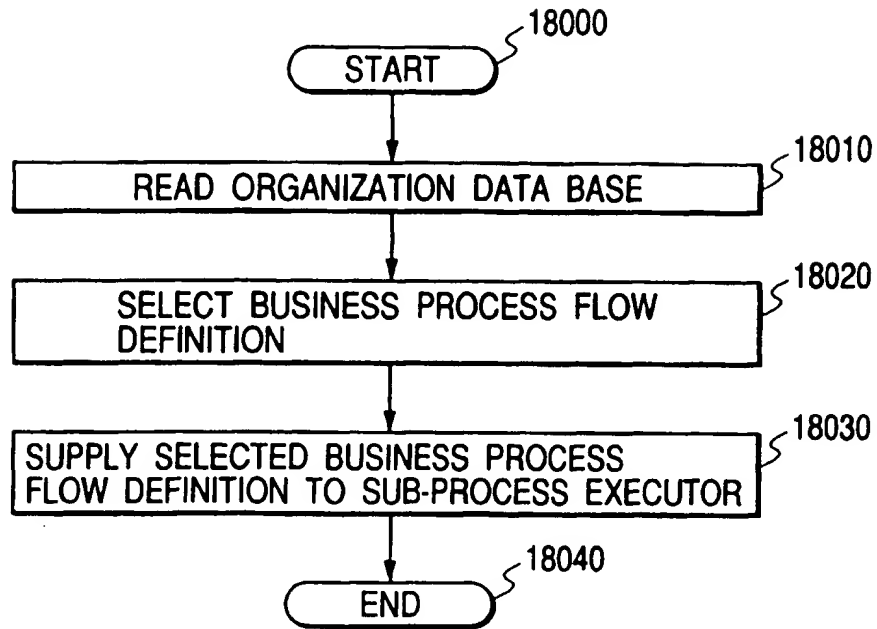 18000
START
18010
READ ORGANIZATION DATA BASE
18020
SELECT BUSINESS PROCESS FLOW
DEFINITION
18030
SUPPLY SELECTED BUSINESS PROCESS
FLOW DEFINITION TO SUB-PROCESS EXECUTOR
18040
END